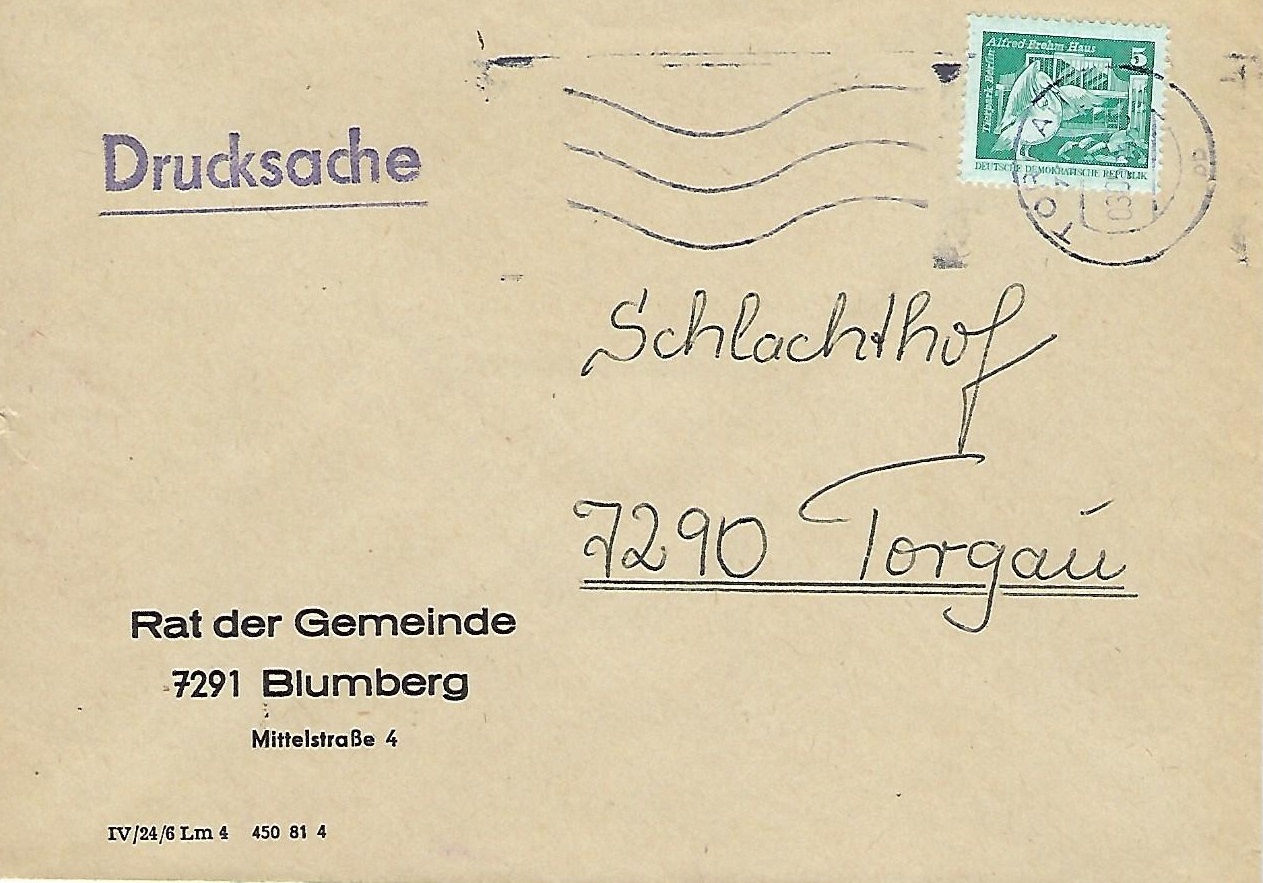 Drucksache
Alfred-Brehm-Haus
5
Tierpark Berlin
DEUTSCHE DEMOKRATISCHE REPUBLIK
TORGAU
Schlachthof
7290 Torgau
Rat der Gemeinde
7291 Blumberg
Mittelstraße 4
IV/24/6 Lm 4 450 81 4